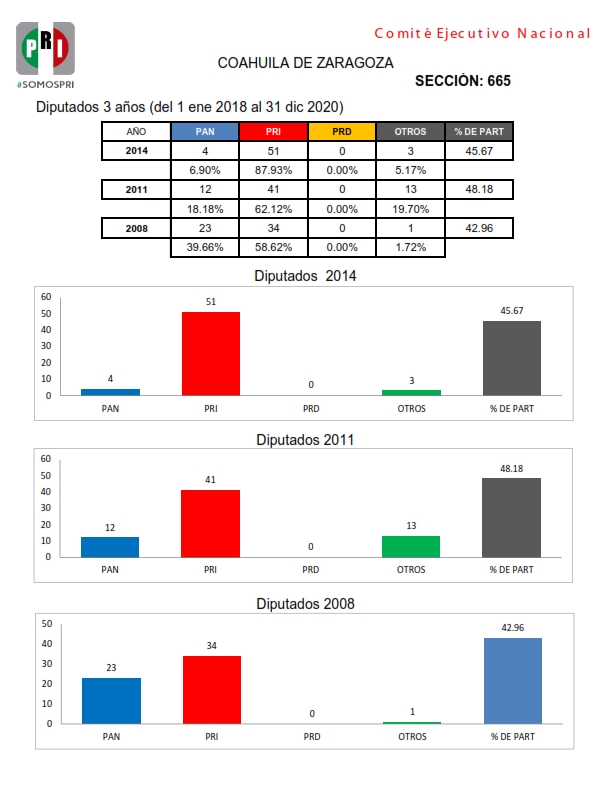 PRI
#SOMOSPRI
Comité Ejecutivo Nacional
COAHUILA DE ZARAGOZA
SECCIÓN: 665
Diputados 3 años (del 1 ene 2018 al 31 dic 2020)
AÑO PAN PRI PRD OTROS % DE PART
2014 4 51 0 3 45.67
6.90% 87.93% 0.00% 5.17%
2011 12 41 0 13 48.18
18.18% 62.12% 0.00% 19.70%
2008 23 34 0 1 42.96
39.66% 58.62% 0.00% 1.72%
Diputados 2014
60
50
40
30
20
10
0
4 51 0 3 45.67
PAN PRI PRD OTROS % DE PART
Diputados 2011
60
50
40
30
20
10
0
12 41 0 13 48.18
PAN PRI PRD OTROS % DE PART
Diputados 2008
50
40
30
20
10
0
23 34 0 1 42.96
PAN PRI PRD OTROS % DE PART